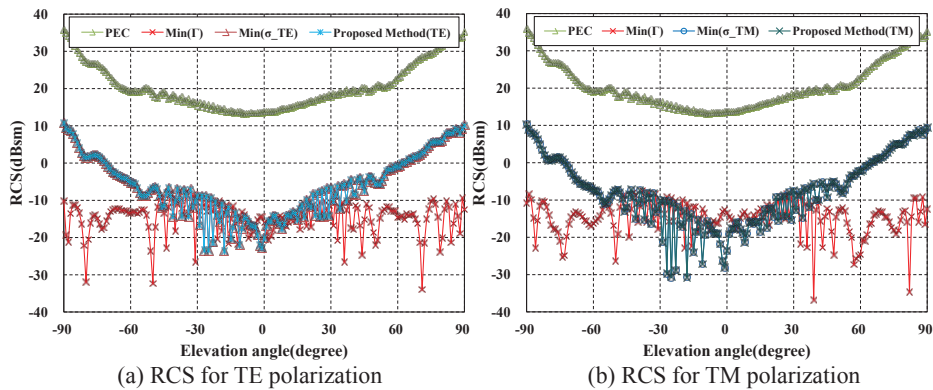 PEC Min(Γ) Min(σ_TE) Proposed Method(TE)
40
30
20
10
0
-10
-20
-30
-40
RCS(dBsm)
-90 -60 -30 0 30 60 90
Elevation angle(degree)
(a) RCS for TE polarization
PEC Min(Γ) Min(σ_TM) Proposed Method(TM)
40
30
20
10
0
-10
-20
-30
-40
RCS(dBsm)
-90 -60 -30 0 30 60 90
Elevation angle(degree)
(b) RCS for TM polarization